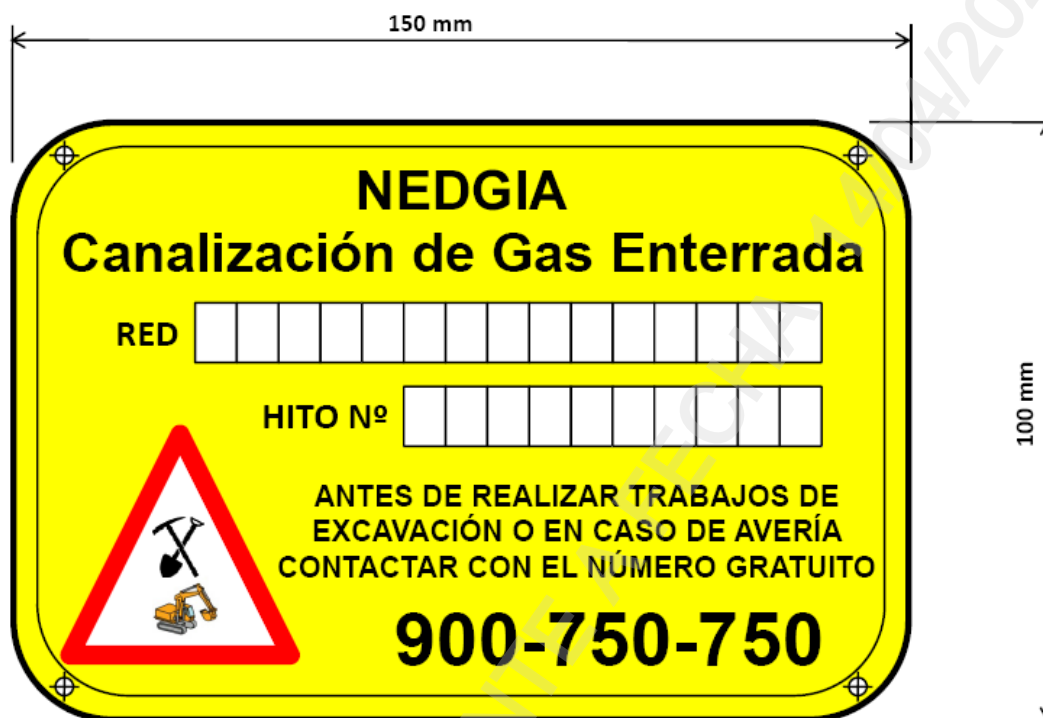 150 mm
NEDGIA
Canalización de Gas Enterrada
RED
HITO Nº
ANTES DE REALIZAR TRABAJOS DE
EXCAVACIÓN O EN CASO DE AVERÍA
CONTACTAR CON EL NÚMERO GRATUITO
900-750-750
100 mm